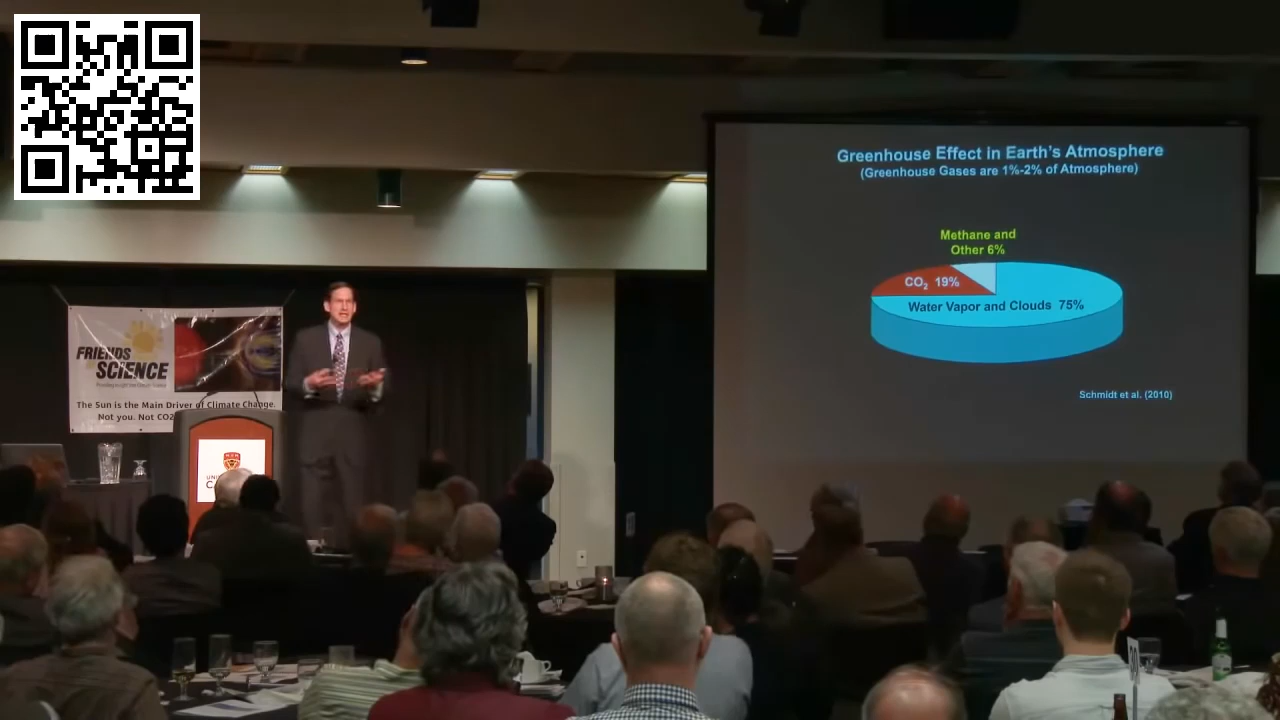 Greenhouse Effect in Earth's Atmosphere
(Greenhouse Gases are 1%-2% of Atmosphere)
Methane and
Other 6%
CO2 19%
Water Vapor and Clouds 75%
Schmidt et al. (2010)
FRIENDS
of
SCIENCE
The Sun is the Main Driver of Climate Change.
Not you. Not CO2